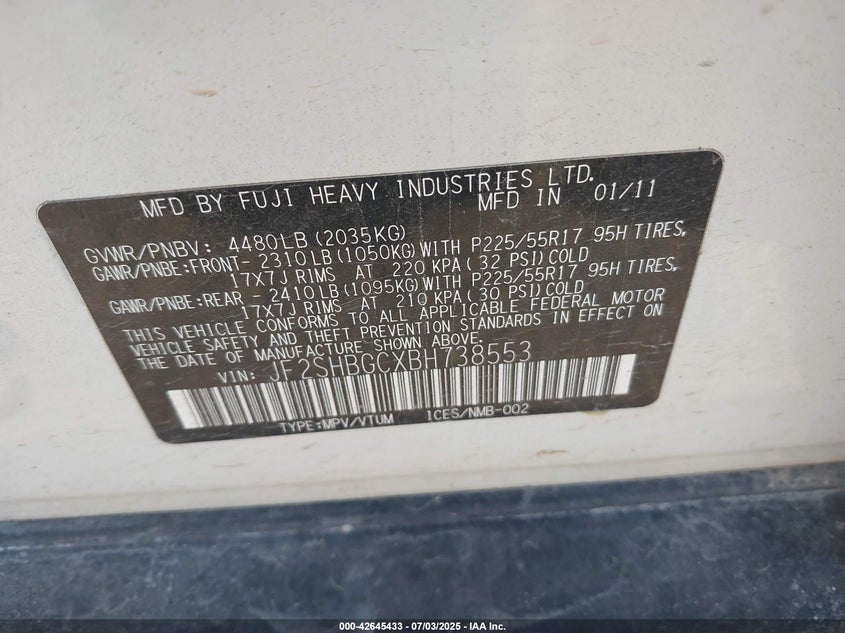 MFD BY FUJI HEAVY INDUSTRIES LTD.
MFD IN 01/11
GVWR/PNBV: 4480LB (2035KG)
GAWR/PNBE:FRONT- 2310LB(1050KG)WITH P225/55R17 95H TIRES,
17X7J RIMS AT 220 KPA(32 PSI)COLD
GAWR/PNBE:REAR - 2410LB(1095KG)WITH P225/55R17 95H TIRES,
17X7J RIMS AT 210 KPA(30 PSI)COLD
THIS VEHICLE CONFORMS TO ALL APPLICABLE FEDERAL MOTOR
VEHICLE SAFETY AND THEFT PREVENTION STANDARDS IN EFFECT ON
THE DATE OF MANUFACTURE SHOWN ABOVE.
VIN: JF2SHBGCXBH738553
TYPE:MPV/VTUM ICES/NMB-002
000-42645433 - 07/03/2025 - IAA Inc.